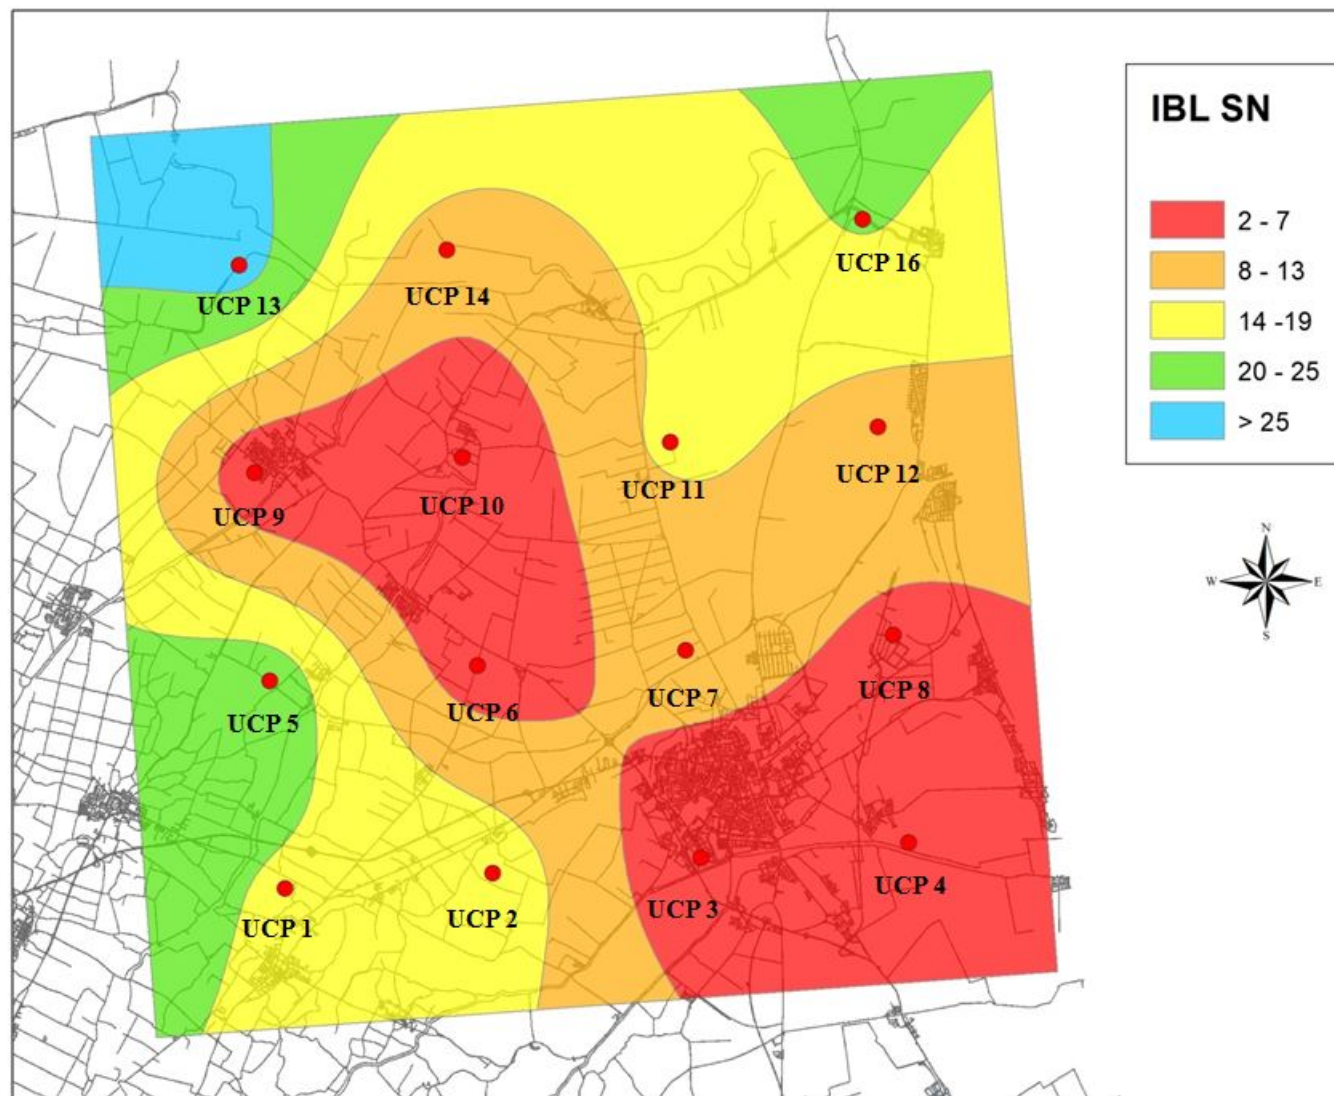 IBL SN
2 - 7
8 - 13
14 -19
20 - 25
> 25
N
W
E
S
UCP 16
UCP 13
UCP 14
UCP 12
UCP 11
UCP 10
UCP 9
UCP 8
UCP 7
UCP 6
UCP 5
UCP 4
UCP 3
UCP 2
UCP 1